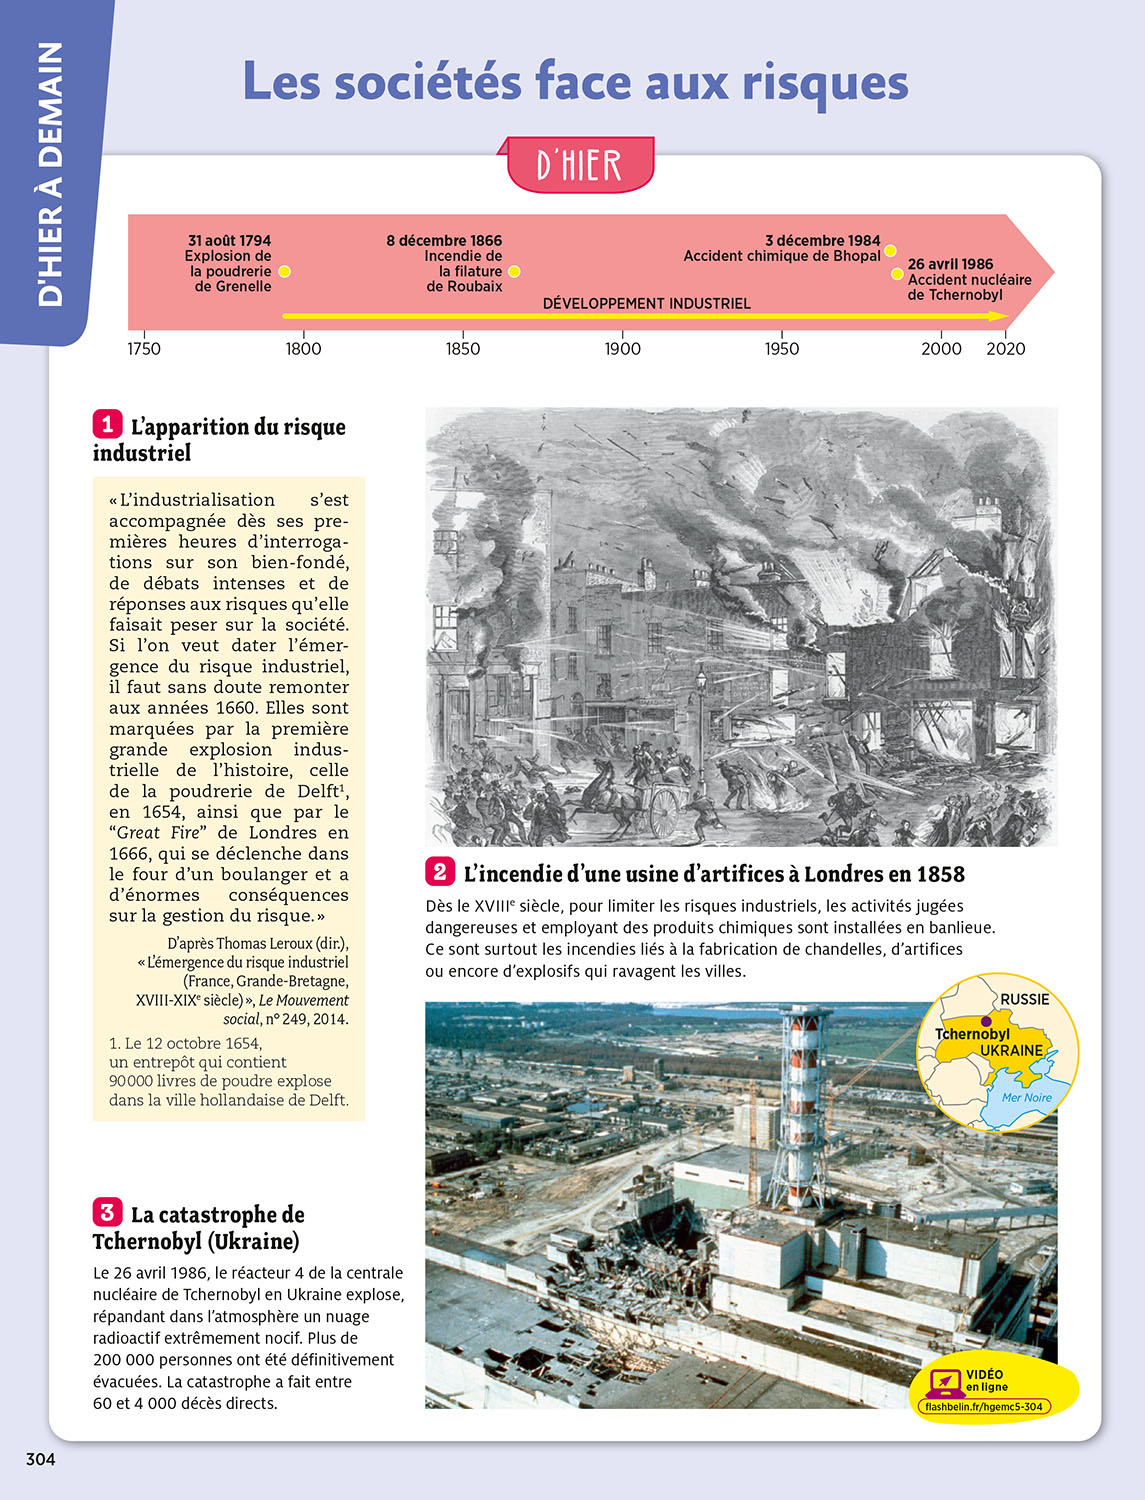 D'HIER À DEMAIN
Les sociétés face aux risques
D'HIER
31 août 1794
Explosion de
la poudrerie
de Grenelle
8 décembre 1866
Incendie de
la filature
de Roubaix
3 décembre 1984
Accident chimique de Bhopal
26 avril 1986
Accident nucléaire
de Tchernobyl
DÉVELOPPEMENT INDUSTRIEL
1750 1800 1850 1900 1950 2000 2020
1 L'apparition du risque
industriel
« L'industrialisation s'est
accompagnée dès ses pre-
mières heures d'interroga-
tions sur son bien-fondé,
de débats intenses et de
réponses aux risques qu'elle
faisait peser sur la société.
Si l'on veut dater l'émer-
gence du risque industriel,
il faut sans doute remonter
aux années 1660. Elles sont
marquées par la première
grande explosion indus-
trielle de l'histoire, celle
de la poudrerie de Delft¹,
en 1654, ainsi que par le
“Great Fire” de Londres en
1666, qui se déclenche dans
le four d'un boulanger et a
d'énormes conséquences
sur la gestion du risque. »
D'après Thomas Leroux (dir.),
« L'émergence du risque industriel
(France, Grande-Bretagne,
XVIII-XIXᵉ siècle) », Le Mouvement
social, n° 249, 2014.
1. Le 12 octobre 1654,
un entrepôt qui contient
90 000 livres de poudre explose
dans la ville hollandaise de Delft.
2 L'incendie d'une usine d'artifices à Londres en 1858
Dès le XVIIIᵉ siècle, pour limiter les risques industriels, les activités jugées
dangereuses et employant des produits chimiques sont installées en banlieue.
Ce sont surtout les incendies liés à la fabrication de chandelles, d'artifices
ou encore d'explosifs qui ravagent les villes.
RUSSIE
Tchernobyl
UKRAINE
Mer Noire
3 La catastrophe de
Tchernobyl (Ukraine)
Le 26 avril 1986, le réacteur 4 de la centrale
nucléaire de Tchernobyl en Ukraine explose,
répandant dans l'atmosphère un nuage
radioactif extrêmement nocif. Plus de
200 000 personnes ont été définitivement
évacuées. La catastrophe a fait entre
60 et 4 000 décès directs.
VIDÉO
en ligne
flashbelin.fr/hgemc5-304
304